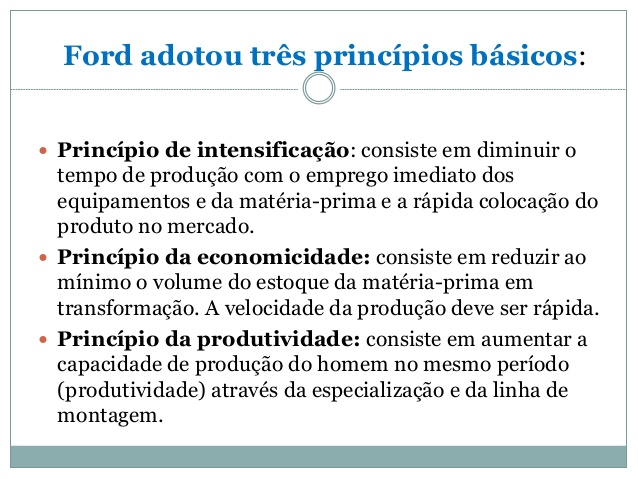 Ford adotou três princípios básicos:
• Princípio de intensificação: consiste em diminuir o
tempo de produção com o emprego imediato dos
equipamentos e da matéria-prima e a rápida colocação do
produto no mercado.
• Princípio da economicidade: consiste em reduzir ao
mínimo o volume do estoque da matéria-prima em
transformação. A velocidade da produção deve ser rápida.
• Princípio da produtividade: consiste em aumentar a
capacidade de produção do homem no mesmo período
(produtividade) através da especialização e da linha de
montagem.